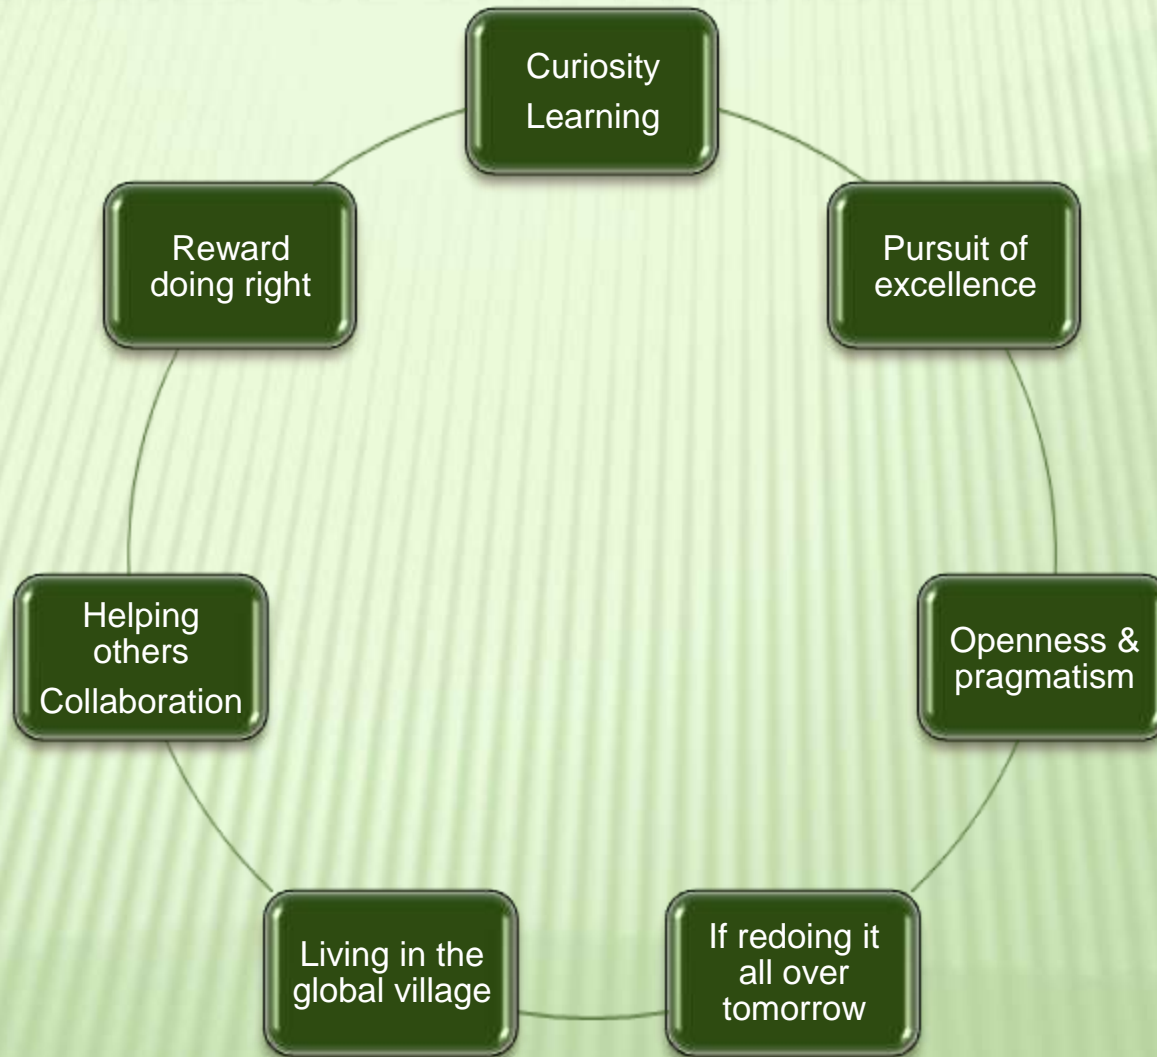 Curiosity
Learning
Pursuit of
excellence
Openness &
pragmatism
If redoing it
all over
tomorrow
Living in the
global village
Helping
others
Collaboration
Reward
doing right